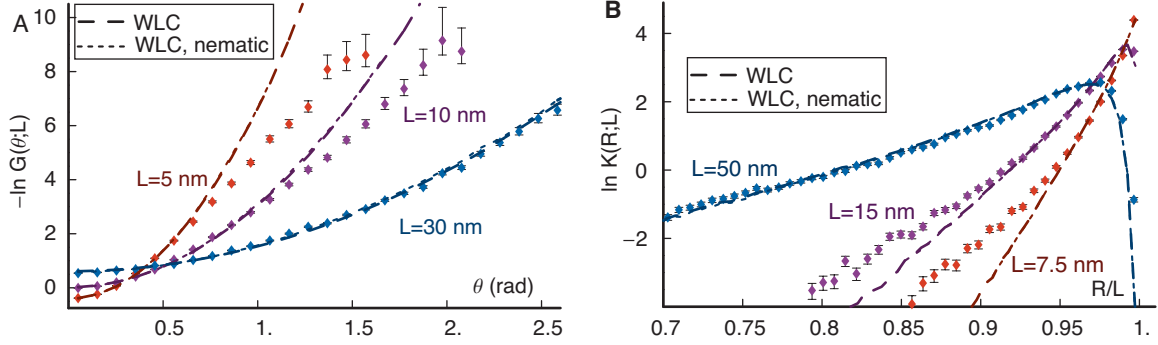 A
10
8
6
4
2
0
−ln G(θ;L)
WLC
WLC, nematic
L=5 nm
L=10 nm
L=30 nm
θ (rad)
0.5
1.
1.5
2.
2.5
B
4
2
0
−2
ln K(R;L)
WLC
WLC, nematic
L=50 nm
L=15 nm
L=7.5 nm
R/L
0.7
0.75
0.8
0.85
0.9
0.95
1.